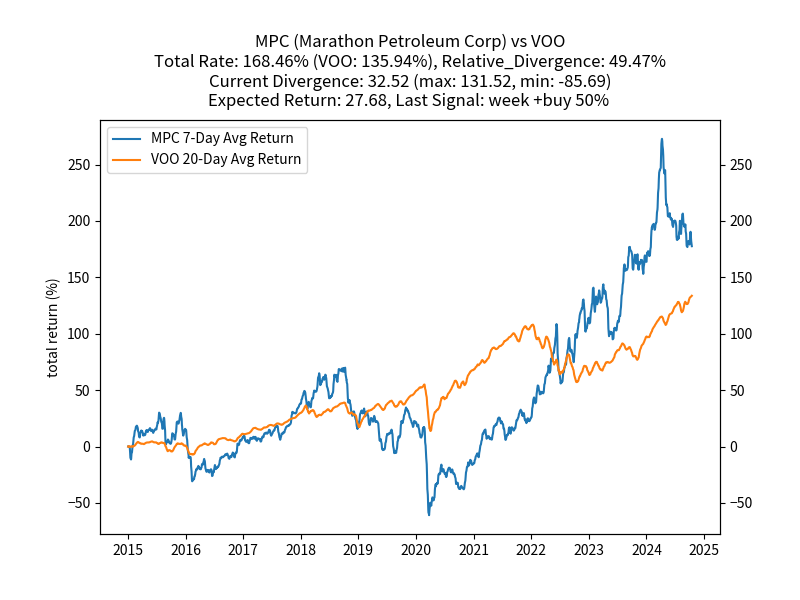 MPC (Marathon Petroleum Corp) vs VOO
Total Rate: 168.46% (VOO: 135.94%), Relative_Divergence: 49.47%
Current Divergence: 32.52 (max: 131.52, min: -85.69)
Expected Return: 27.68, Last Signal: week +buy 50%
MPC 7-Day Avg Return
VOO 20-Day Avg Return
total return (%)
250
200
150
100
50
0
−50
250
200
150
100
50
0
−50
2015 2016 2017 2018 2019 2020 2021 2022 2023 2024 2025